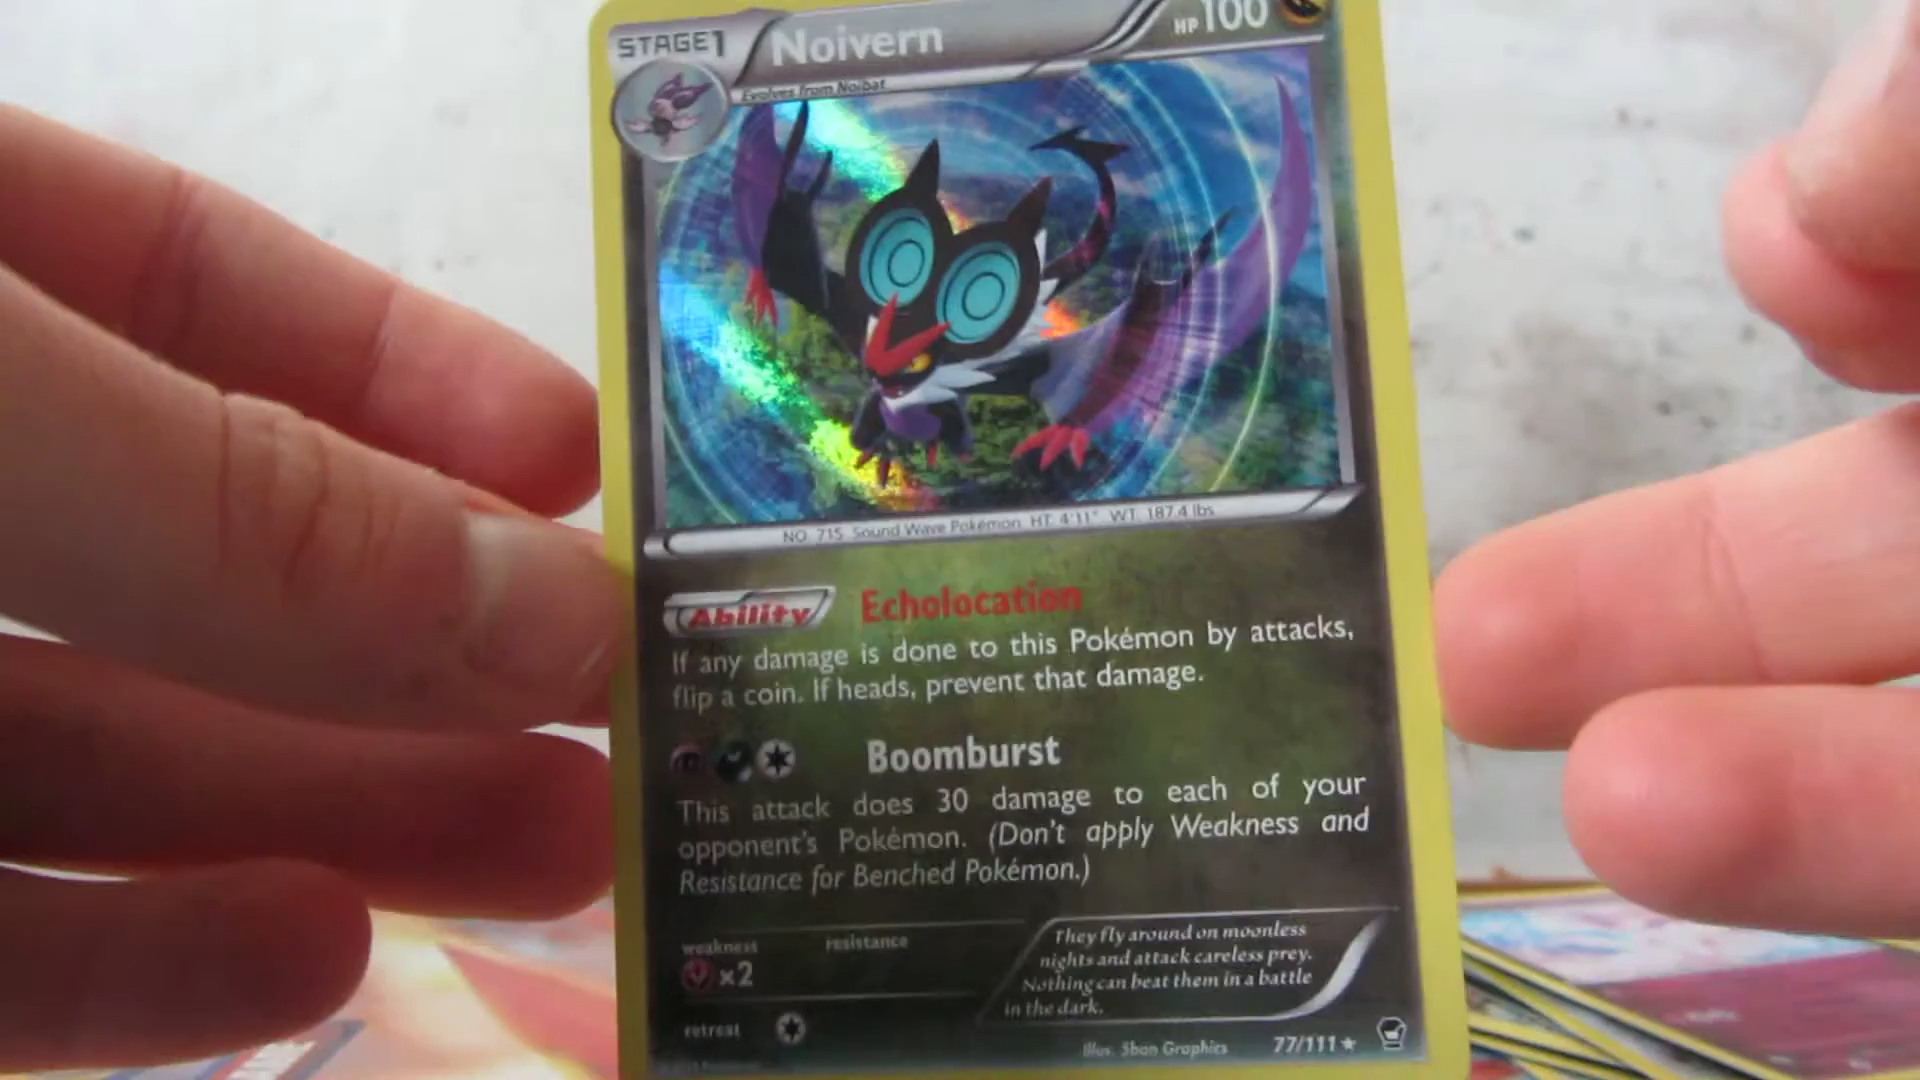 STAGE1 Noivern HP100
Evolves from Noibat
NO. 715 Sound Wave Pokémon HT: 4'11" WT: 187.4 lbs
Ability Echolocation
If any damage is done to this Pokémon by attacks,
flip a coin. If heads, prevent that damage.
Boomburst
This attack does 30 damage to each of your
opponent's Pokémon. (Don't apply Weakness and
Resistance for Benched Pokémon.)
weakness resistance
×2
They fly around on moonless
nights and attack careless prey.
Nothing can beat them in a battle
in the dark.
retreat
Illus. 5ban Graphics 77/111